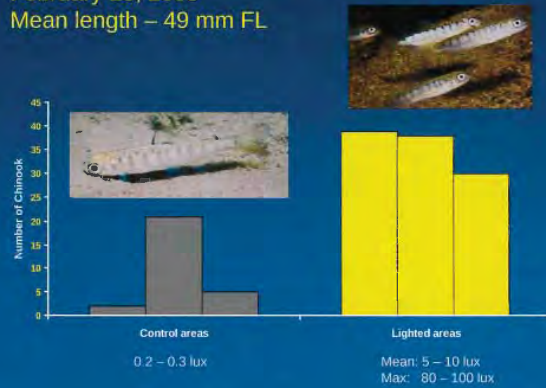 Mean length – 49 mm FL
45
40
35
30
25
20
15
10
5
0
Number of Chinook
Control areas
Lighted areas
0.2 – 0.3 lux
Mean: 5 – 10 lux
Max: 80 – 100 lux